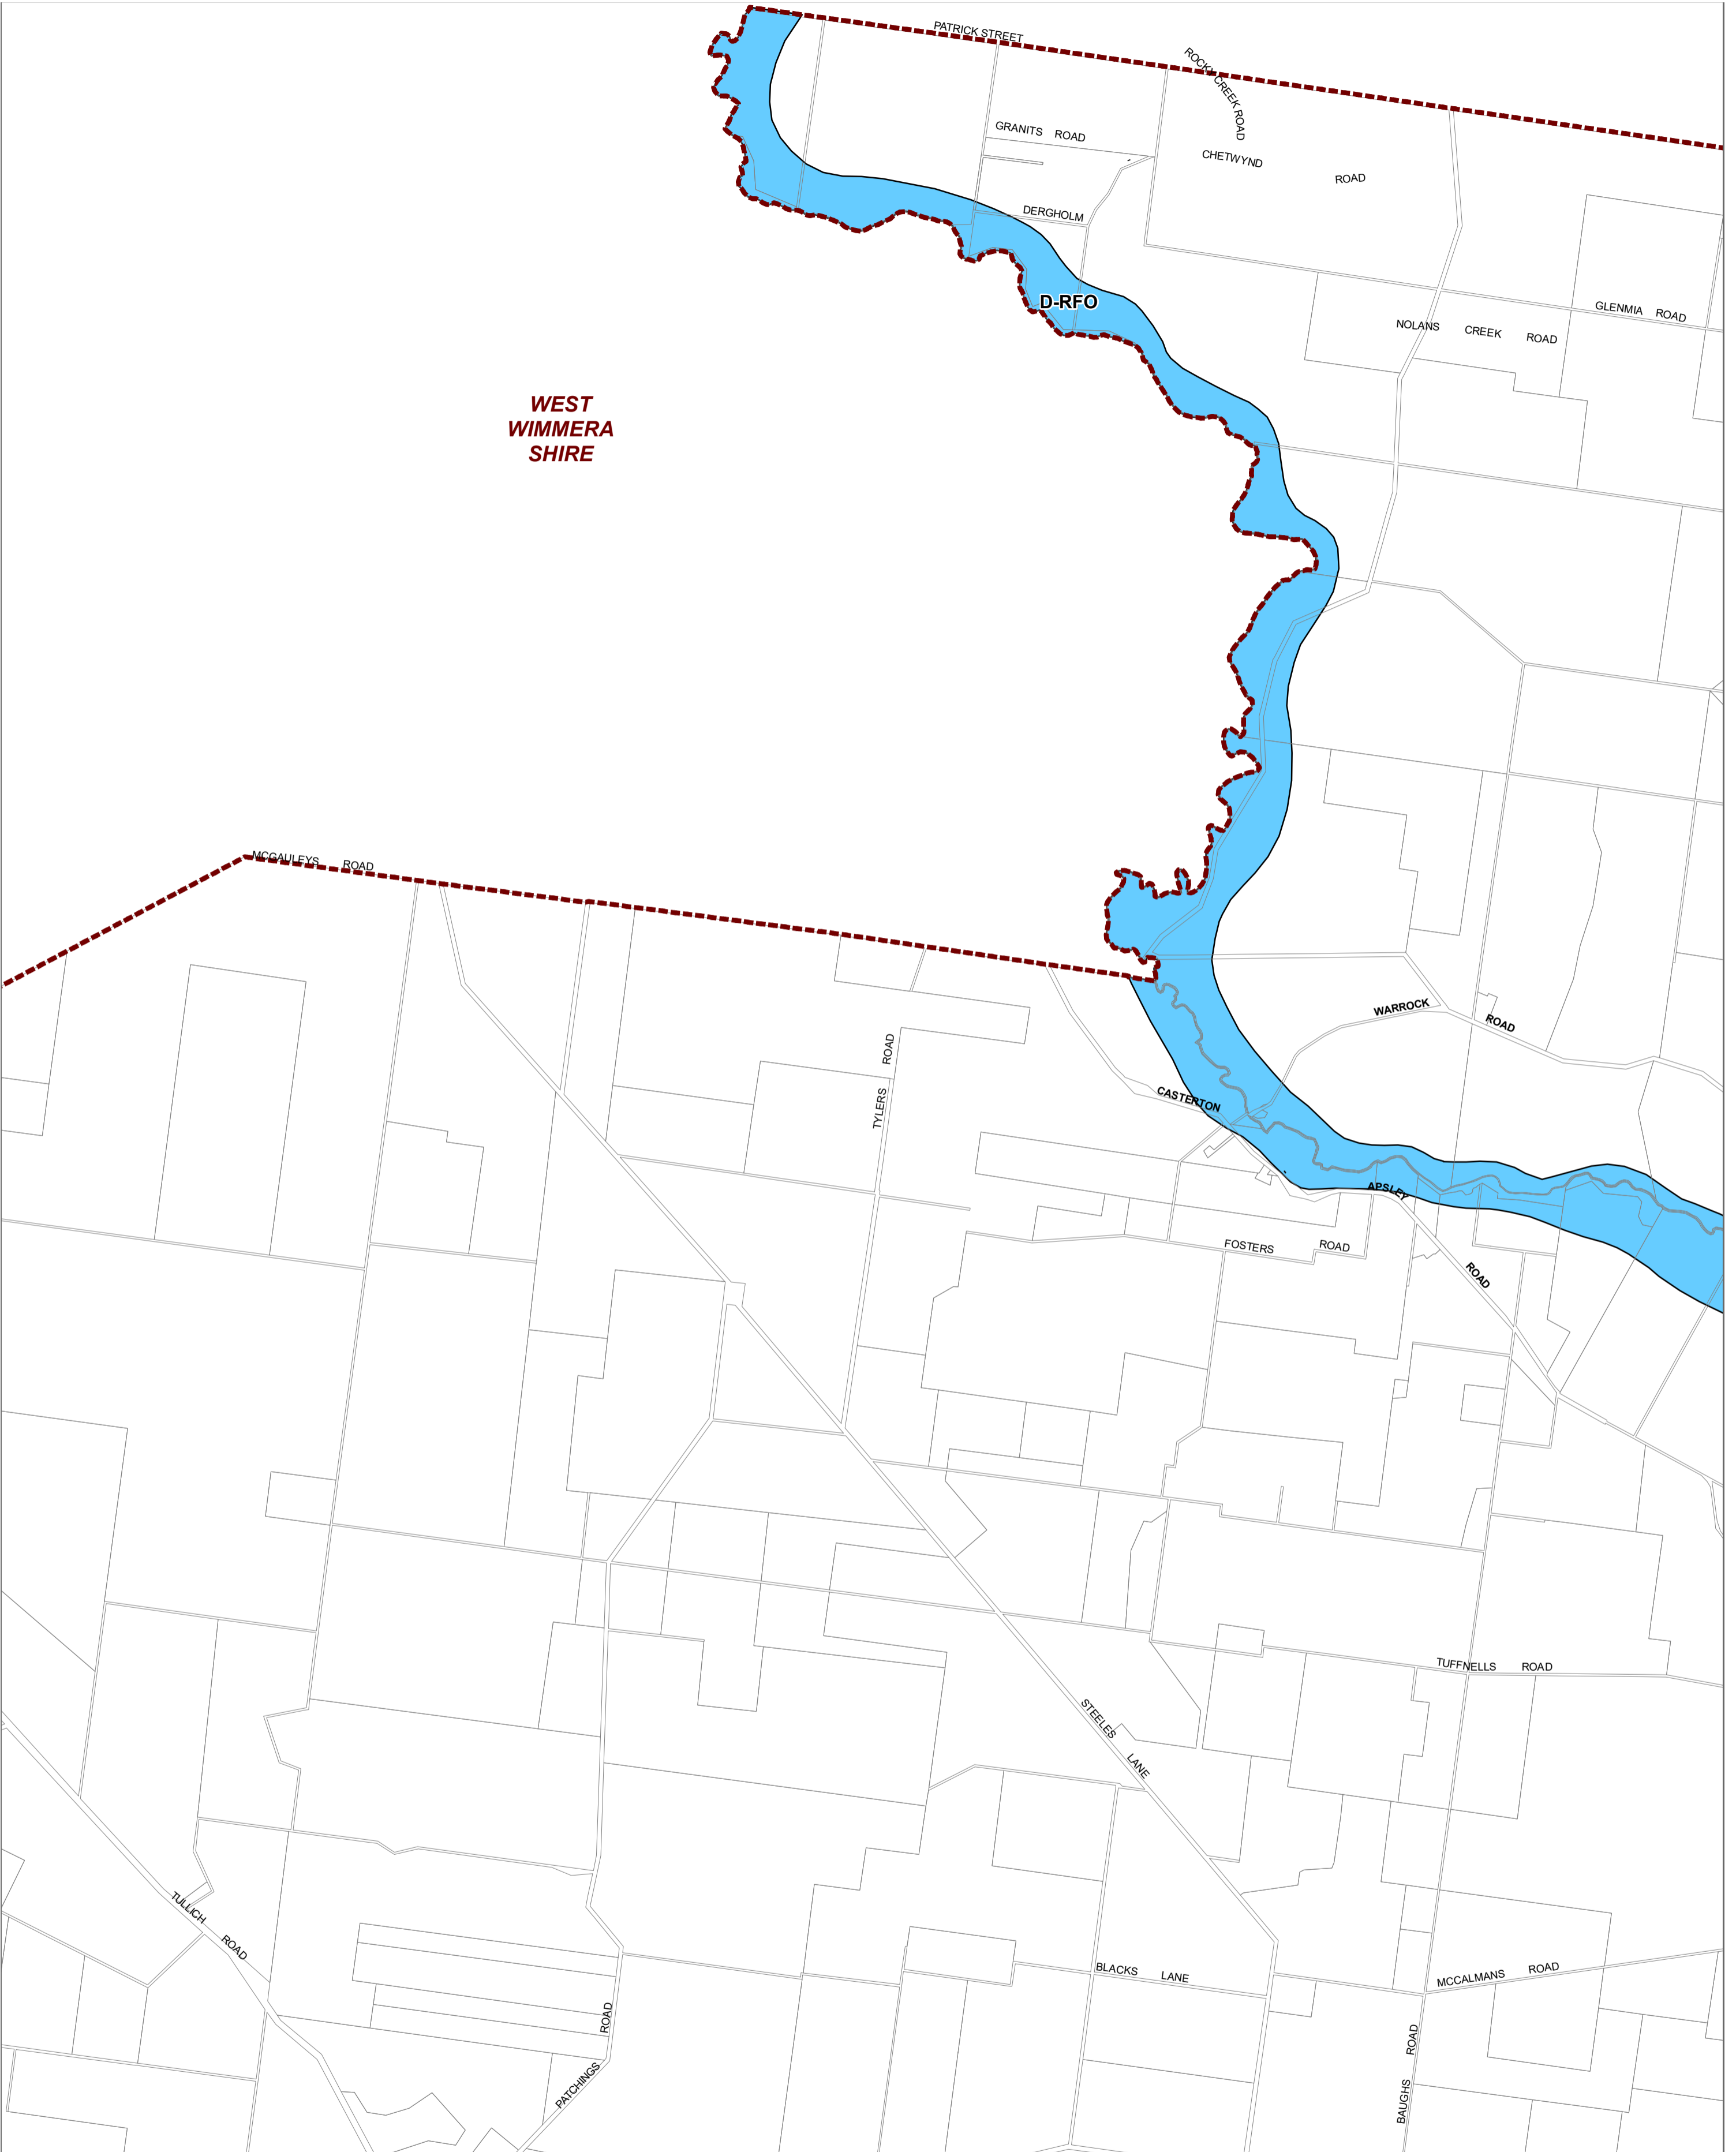 PATRICK STREET
ROCKY CREEK ROAD
GRANITS ROAD
CHETWYND ROAD
DERGHOLM
D-RFO
GLENMIA ROAD
NOLANS CREEK ROAD
WEST
WIMMERA
SHIRE
MCGAULEYS ROAD
WARROCK ROAD
TYLERS ROAD
CASTERTON
APSLEY
ROAD
FOSTERS ROAD
TUFFNELLS ROAD
STEELES LANE
TULLICH ROAD
BLACKS LANE
MCCALMANS ROAD
PATCHINGS ROAD
BAUGHS ROAD